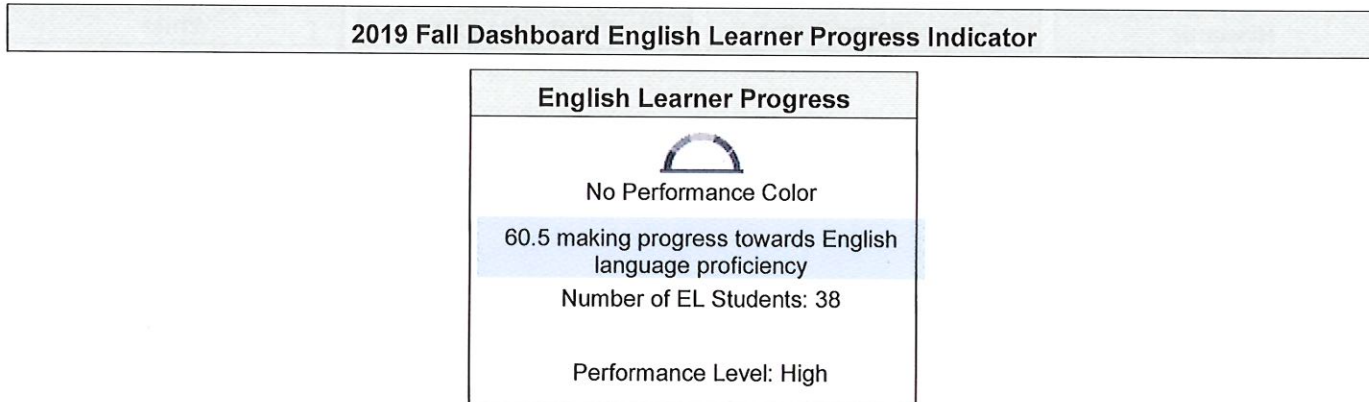 2019 Fall Dashboard English Learner Progress Indicator
English Learner Progress
No Performance Color
60.5 making progress towards English
language proficiency
Number of EL Students: 38
Performance Level: High